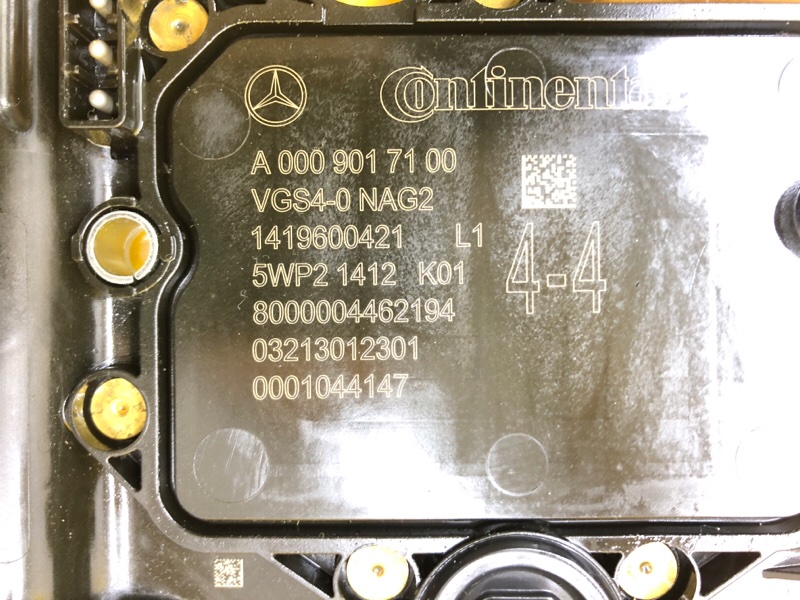 Continental
A 000 901 71 00
VGS4-0 NAG2
1419600421 L1
5WP2 1412 K01
4-4
8000004462194
03213012301
0001044147